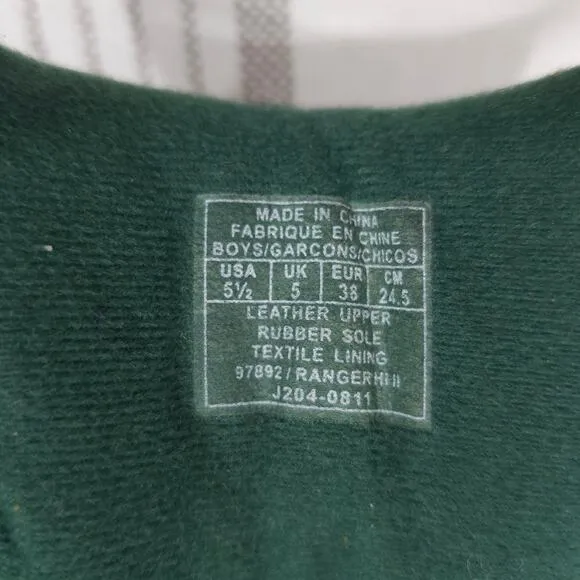 MADE IN CHINA
FABRIQUE EN CHINE
BOYS/GARCONS/CHICOS
USA UK EUR CM
5½ 5 38 24.5
LEATHER UPPER
RUBBER SOLE
TEXTILE LINING
97892/RANGERHI II
J204-0811